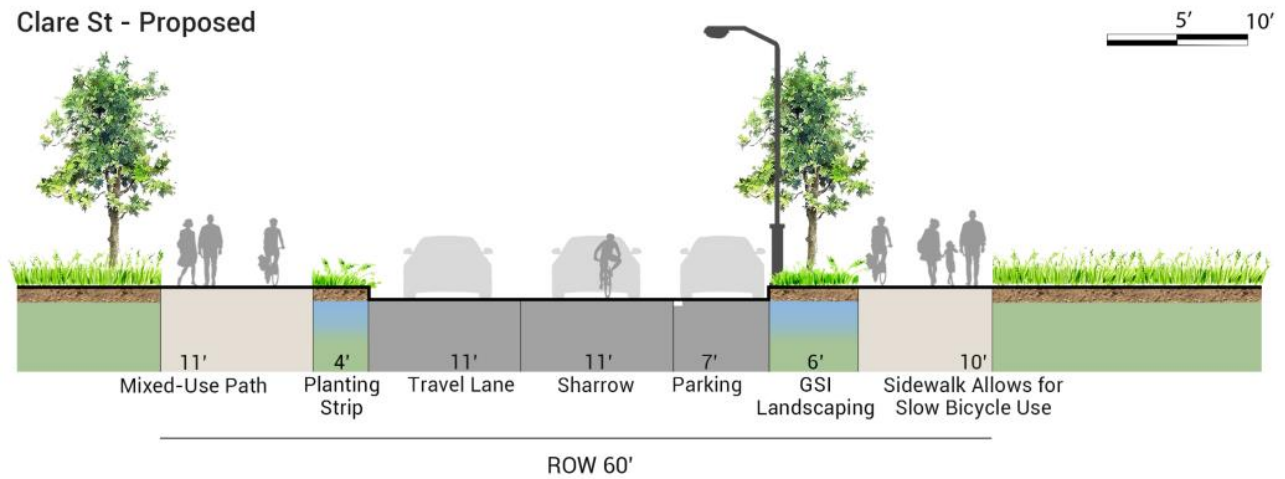 Clare St - Proposed
5’ 10’
11’ 4’ 11’ 11’ 7’ 6’ 10’
Mixed-Use Path
Planting
Strip
Travel Lane
Sharrow
Parking
GSI
Landscaping
Sidewalk Allows for
Slow Bicycle Use
ROW 60'